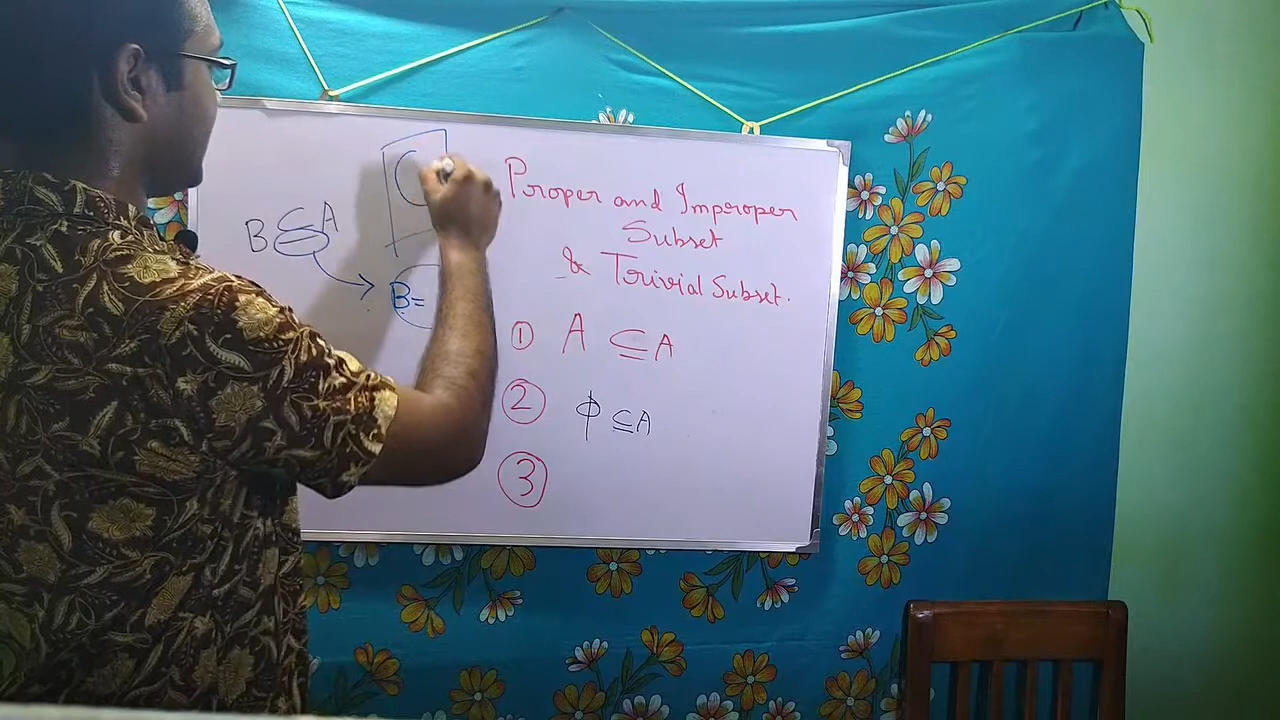 Proper and Improper
Subset
& Trivial Subset.
B ⊆ A
B=
① A ⊆ A
② ϕ ⊆ A
③